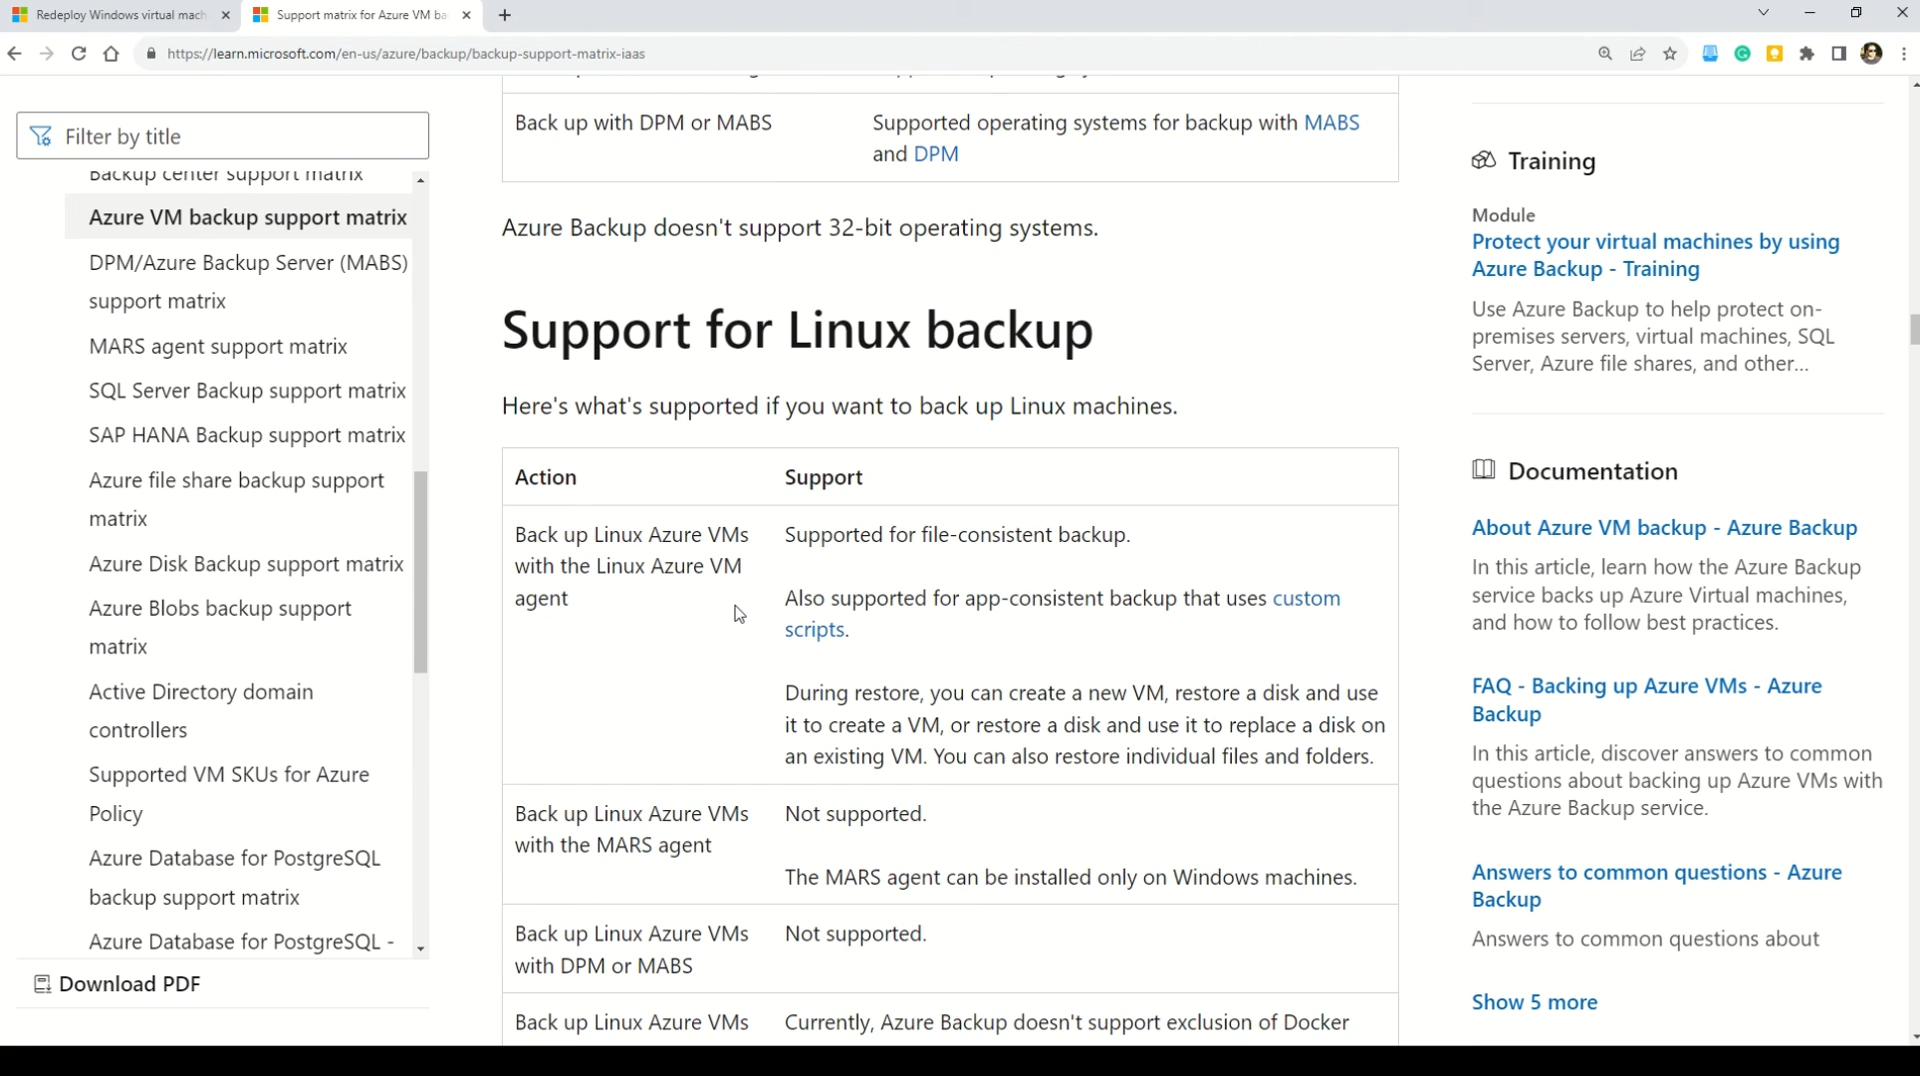 Redeploy Windows virtual mach
Support matrix for Azure VM ba
https://learn.microsoft.com/en-us/azure/backup/backup-support-matrix-iaas
Filter by title
Backup center support matrix
Azure VM backup support matrix
DPM/Azure Backup Server (MABS)
support matrix
MARS agent support matrix
SQL Server Backup support matrix
SAP HANA Backup support matrix
Azure file share backup support
matrix
Azure Disk Backup support matrix
Azure Blobs backup support
matrix
Active Directory domain
controllers
Supported VM SKUs for Azure
Policy
Azure Database for PostgreSQL
backup support matrix
Azure Database for PostgreSQL -
Download PDF
Back up with DPM or MABS
Supported operating systems for backup with MABS
and DPM
Azure Backup doesn't support 32-bit operating systems.
Support for Linux backup
Here's what's supported if you want to back up Linux machines.
Action
Support
Back up Linux Azure VMs
with the Linux Azure VM
agent
Supported for file-consistent backup.
Also supported for app-consistent backup that uses custom
scripts.
During restore, you can create a new VM, restore a disk and use
it to create a VM, or restore a disk and use it to replace a disk on
an existing VM. You can also restore individual files and folders.
Back up Linux Azure VMs
with the MARS agent
Not supported.
The MARS agent can be installed only on Windows machines.
Back up Linux Azure VMs
with DPM or MABS
Not supported.
Back up Linux Azure VMs
Currently, Azure Backup doesn't support exclusion of Docker
Training
Module
Protect your virtual machines by using
Azure Backup - Training
Use Azure Backup to help protect on-
premises servers, virtual machines, SQL
Server, Azure file shares, and other...
Documentation
About Azure VM backup - Azure Backup
In this article, learn how the Azure Backup
service backs up Azure Virtual machines,
and how to follow best practices.
FAQ - Backing up Azure VMs - Azure
Backup
In this article, discover answers to common
questions about backing up Azure VMs with
the Azure Backup service.
Answers to common questions - Azure
Backup
Answers to common questions about
Show 5 more